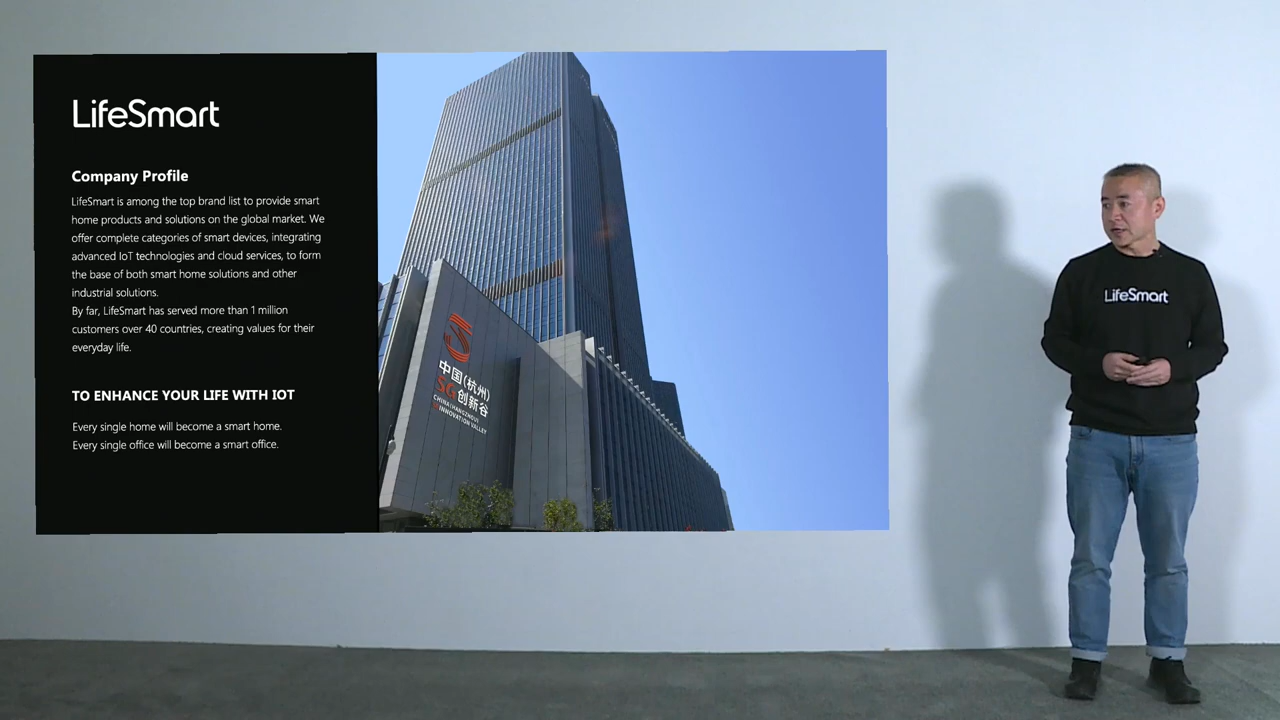 LifeSmart
Company Profile
LifeSmart is among the top brand list to provide smart
home products and solutions on the global market. We
offer complete categories of smart devices, integrating
advanced IoT technologies and cloud services, to form
the base of both smart home solutions and other
industrial solutions.
By far, LifeSmart has served more than 1 million
customers over 40 countries, creating values for their
everyday life.
TO ENHANCE YOUR LIFE WITH IOT
Every single home will become a smart home.
Every single office will become a smart office.
中国(杭州)
5G创新谷
CHINA (HANGZHOU)
5G INNOVATION VALLEY
LifeSmart